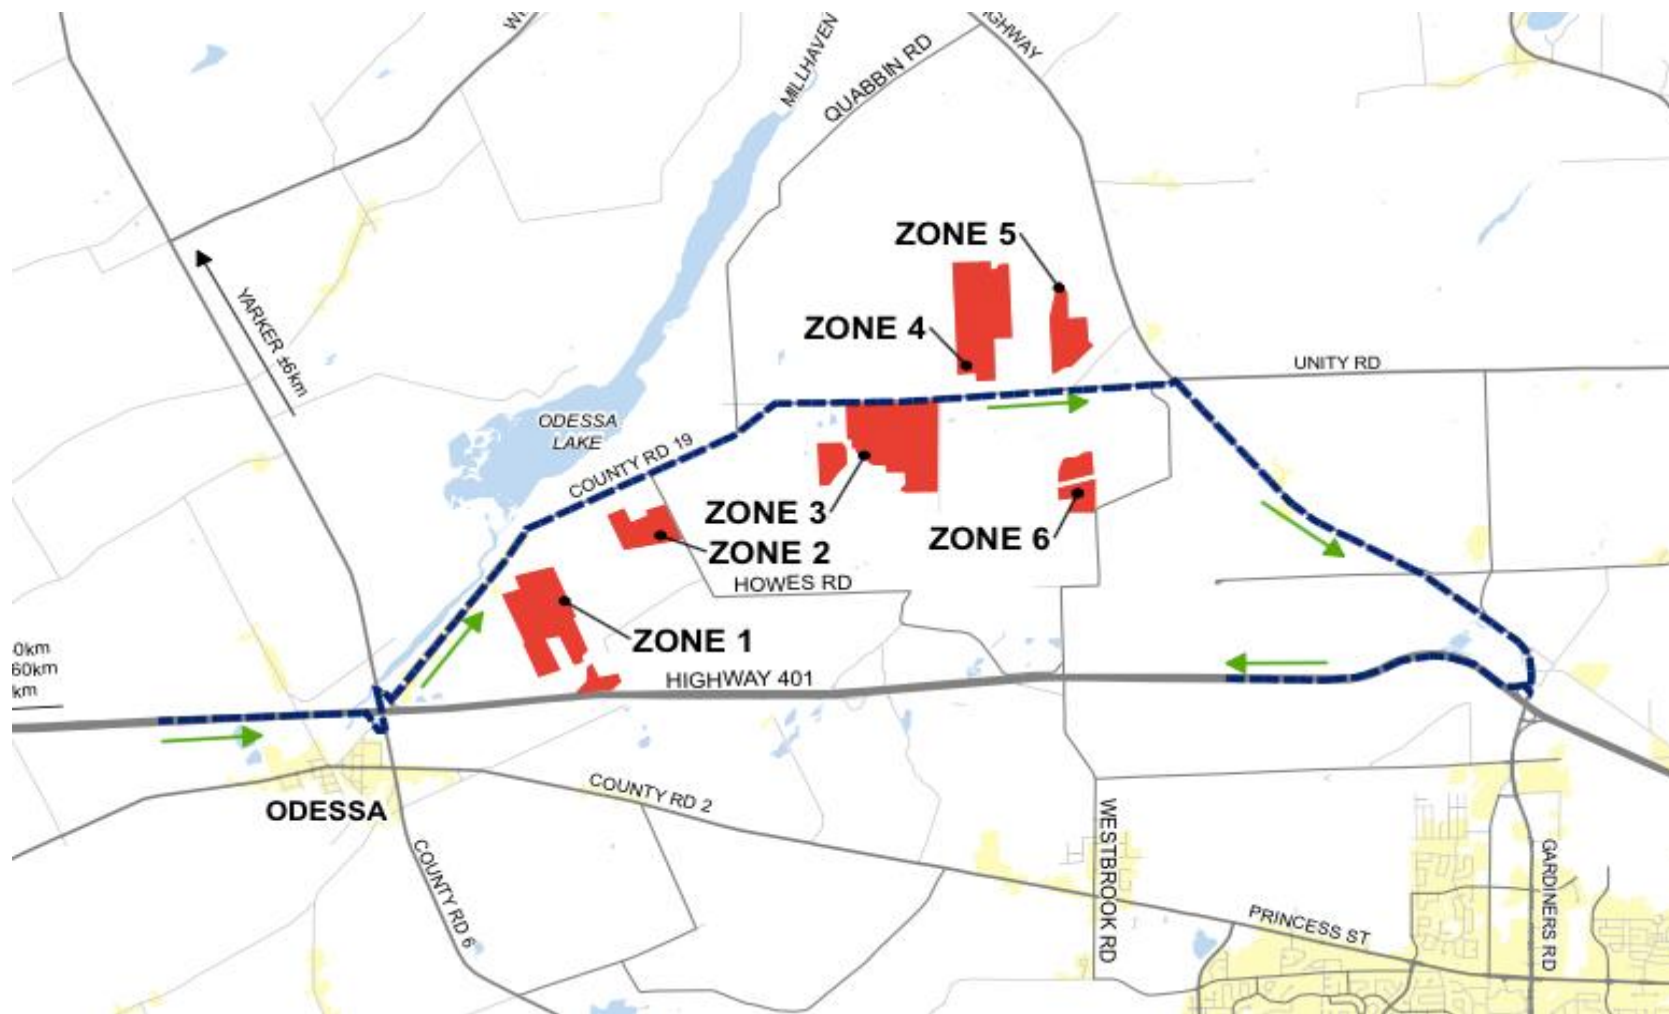 MILLHAVEN
QUABBIN RD
ZONE 5
YARKER ±6km
ZONE 4
UNITY RD
ODESSA
LAKE
COUNTY RD 19
ZONE 3
ZONE 6
ZONE 2
HOWES RD
ZONE 1
60km
km
HIGHWAY 401
ODESSA
COUNTY RD 2
COUNTY RD 6
WESTBROOK RD
GARDINERS RD
PRINCESS ST